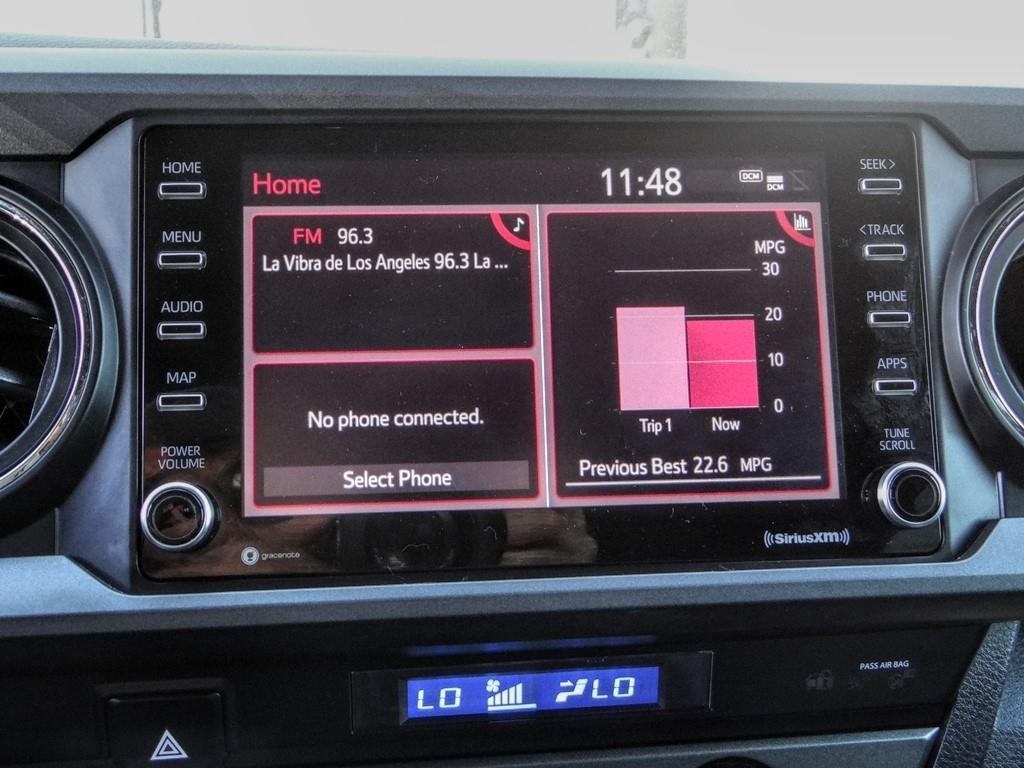 HOME
MENU
AUDIO
MAP
POWER
VOLUME
Home
11:48
DCM
DCM
FM 96.3
La Vibra de Los Angeles 96.3 La ...
No phone connected.
Select Phone
MPG
30
20
10
0
Trip 1 Now
Previous Best 22.6 MPG
SEEK >
< TRACK
PHONE
APPS
TUNE
SCROLL
gracenote
((SiriusXM))
LO LO
PASS AIR BAG